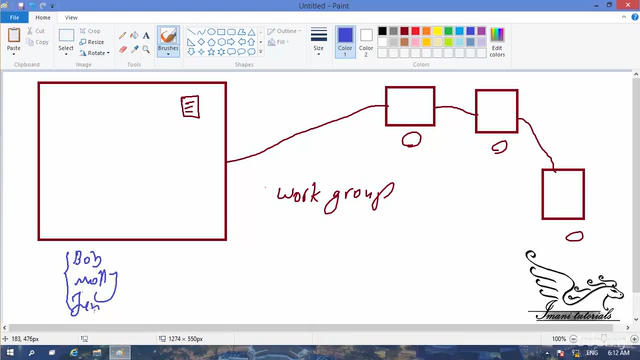 Untitled - Paint
File
Home
View
Paste
Cut
Copy
Select
Crop
Resize
Rotate
Brushes
Outline
Fill
Size
Color 1
Color 2
Edit colors
Clipboard
Image
Tools
Shapes
Colors
work group
Bob
molly
Jen
Imani tutorials
183, 476px
1274 × 550px
100%
ENG
6:12 AM